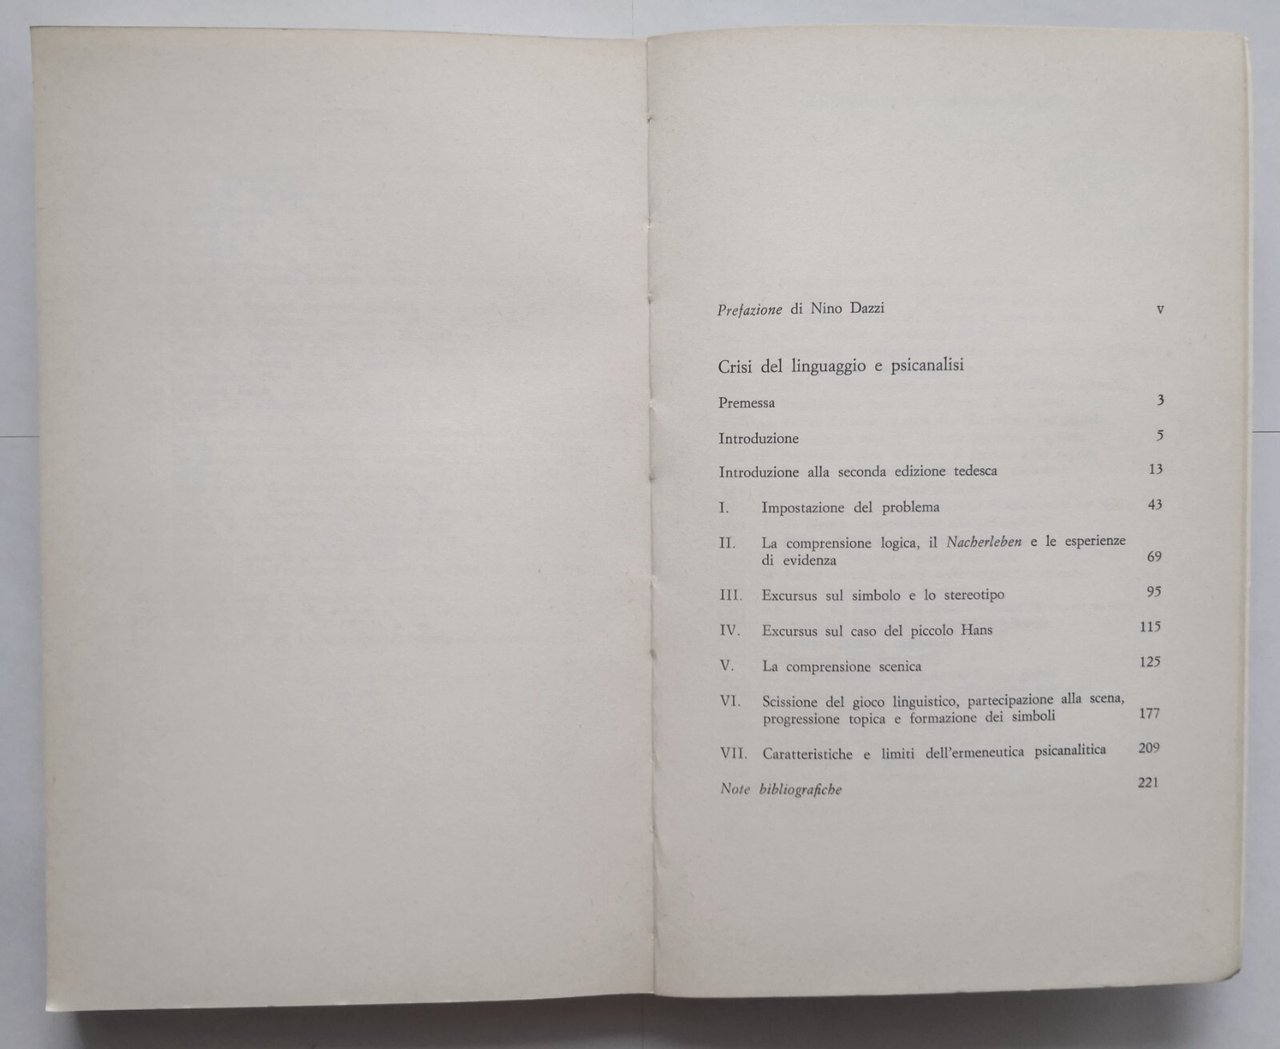 Prefazione di Nino Dazzi v
Crisi del linguaggio e psicanalisi
Premessa 3
Introduzione 5
Introduzione alla seconda edizione tedesca 13
I. Impostazione del problema 43
II. La comprensione logica, il Nacherleben e le esperienze
di evidenza 69
III. Excursus sul simbolo e lo stereotipo 95
IV. Excursus sul caso del piccolo Hans 115
V. La comprensione scenica 125
VI. Scissione del gioco linguistico, partecipazione alla scena,
progressione topica e formazione dei simboli 177
VII. Caratteristiche e limiti dell'ermeneutica psicanalitica 209
Note bibliografiche 221